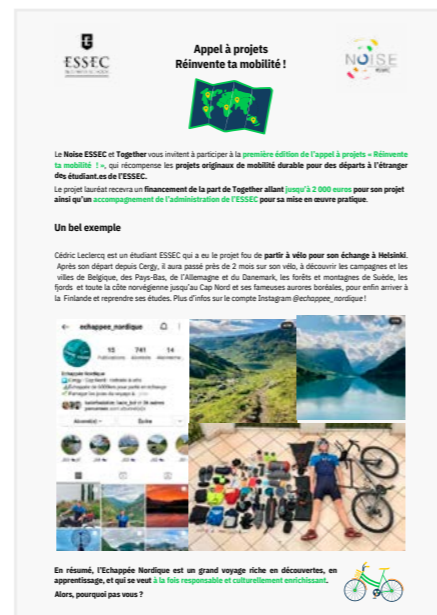 ESSEC
NOISE
ESSEC
Appel à projets
Réinvente ta mobilité !
Le Noise ESSEC et Together vous invitent à participer à la première édition de l'appel à projets « Réinvente
ta mobilité ! », qui récompense les projets originaux de mobilité durable pour des départs à l'étranger
des étudiant.es de l'ESSEC.
Le projet lauréat recevra un financement de la part de Together allant jusqu'à 2 000 euros pour son projet
ainsi qu'un accompagnement de l'administration de l'ESSEC pour sa mise en œuvre pratique.
Un bel exemple
Cédric Leclercq est un étudiant ESSEC qui a eu le projet fou de partir à vélo pour son échange à Helsinki.
Après son départ depuis Cergy, il aura passé près de 2 mois sur son vélo, à découvrir les campagnes et les
villes de Belgique, des Pays-Bas, de l'Allemagne et du Danemark, les forêts et montagnes de Suède, les
fjords et toute la côte norvégienne jusqu'au Cap Nord et ses fameuses aurores boréales, pour enfin arriver à
la Finlande et reprendre ses études. Plus d'infos sur le compte Instagram @echappee_nordique !
echappee_nordique
15 741 14
Publications
Echappée Nordique
En résumé, l'Echappée Nordique est un grand voyage riche en découvertes, en
apprentissage, et qui se veut à la fois responsable et culturellement enrichissant.
Alors, pourquoi pas vous ?